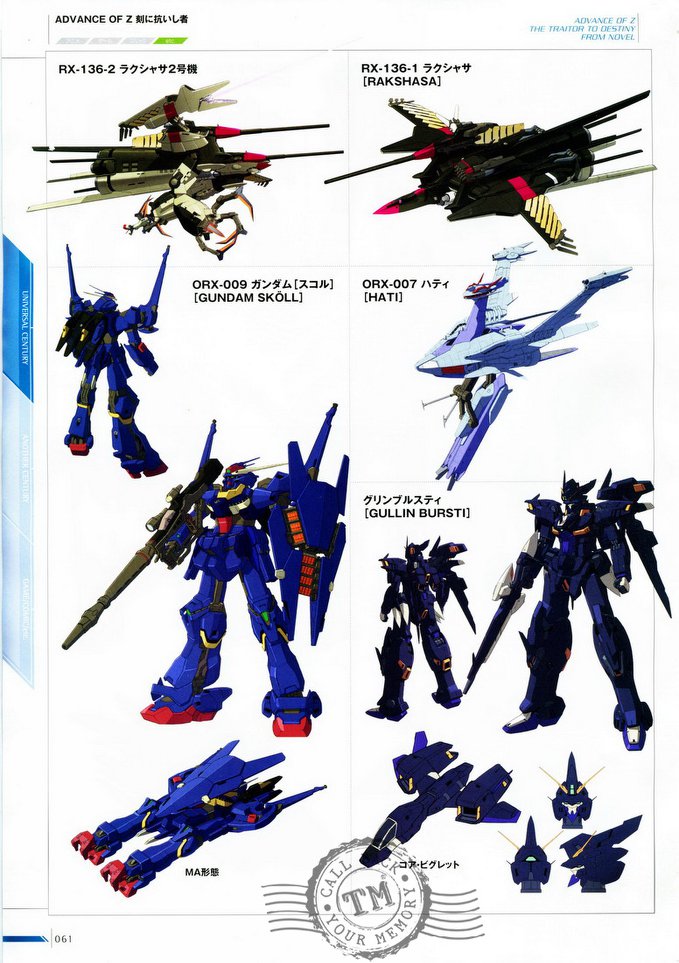 ADVANCE OF Z 刻に抗いし者
ADVANCE OF Z
THE TRAITOR TO DESTINY
FROM NOVEL
RX-136-2 ラクシャサ2号機
RX-136-1 ラクシャサ
[RAKSHASA]
ORX-009 ガンダム[スコル]
[GUNDAM SKÖLL]
ORX-007 ハティ
[HATI]
UNIVERSAL CENTURY
ANOTHER CENTURY
グリンブルスティ
[GULLIN BURSTI]
MA形態
コア・ビグレット
CALL BACK
TM
YOUR MEMORY
061